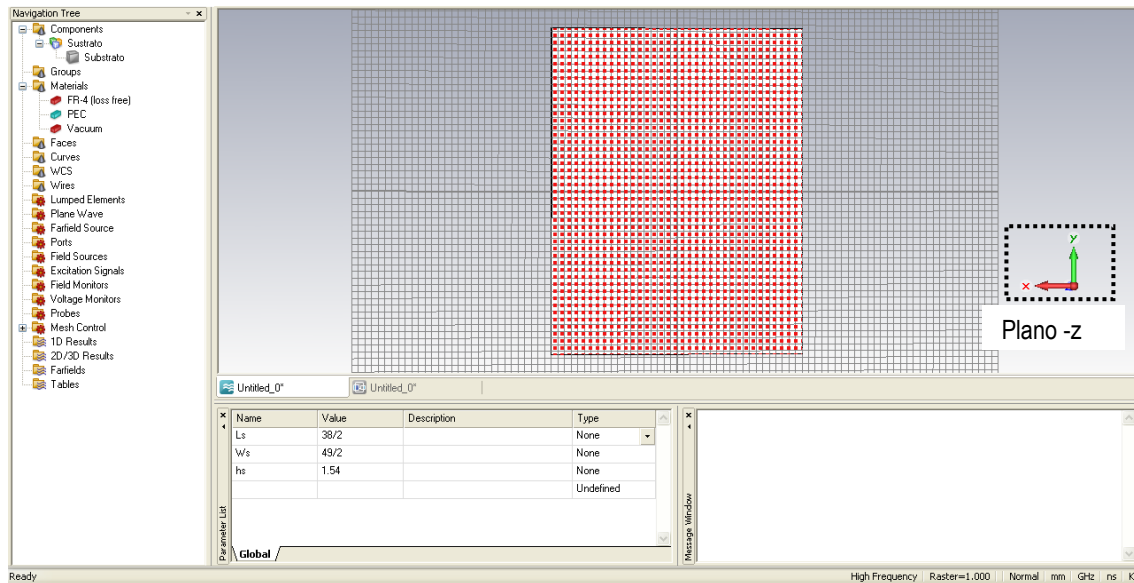 Navigation Tree
Components
Sustrato
Substrato
Groups
Materials
FR-4 (loss free)
PEC
Vacuum
Faces
Curves
WCS
Wires
Lumped Elements
Plane Wave
Farfield Source
Ports
Field Sources
Excitation Signals
Field Monitors
Voltage Monitors
Probes
Mesh Control
1D Results
2D/3D Results
Farfields
Tables
y
x
Plano -z
Untitled_0* Untitled_0*
Name Value Description Type
Ls 38/2 None
Ws 49/2 None
hs 1.54 None
Undefined
Parameter List
Global
Message Window
Ready High Frequency Raster=1.000 Normal mm GHz ns K